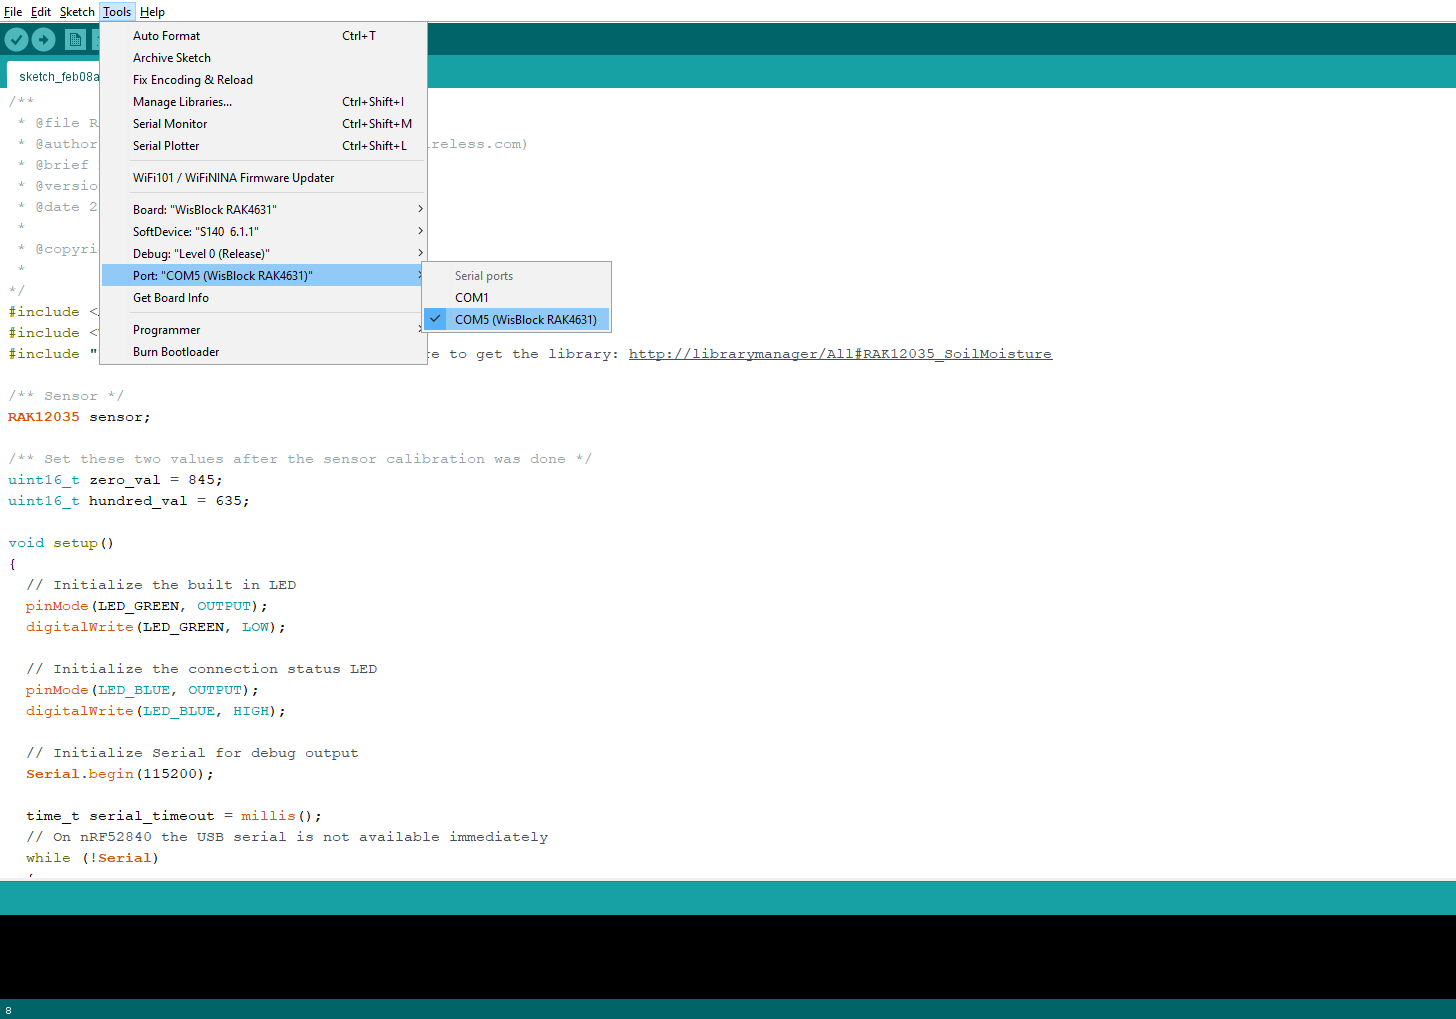 File Edit Sketch Tools Help
sketch_feb08a
Auto Format Ctrl+T
Archive Sketch
Fix Encoding & Reload
Manage Libraries... Ctrl+Shift+I
Serial Monitor Ctrl+Shift+M
Serial Plotter Ctrl+Shift+L
WiFi101 / WiFiNINA Firmware Updater
Board: "WisBlock RAK4631"
SoftDevice: "S140 6.1.1"
Debug: "Level 0 (Release)"
Port: "COM5 (WisBlock RAK4631)"
Get Board Info
Programmer
Burn Bootloader
Serial ports
COM1
COM5 (WisBlock RAK4631)
/**
* @file R
* @author ireless.com)
* @brief
* @versio
* @date 2
*
* @copyri
*
*/
#include <
#include <
#include " re to get the library: http://librarymanager/All#RAK12035_SoilMoisture
/** Sensor */
RAK12035 sensor;
/** Set these two values after the sensor calibration was done */
uint16_t zero_val = 845;
uint16_t hundred_val = 635;
void setup()
{
// Initialize the built in LED
pinMode(LED_GREEN, OUTPUT);
digitalWrite(LED_GREEN, LOW);
// Initialize the connection status LED
pinMode(LED_BLUE, OUTPUT);
digitalWrite(LED_BLUE, HIGH);
// Initialize Serial for debug output
Serial.begin(115200);
time_t serial_timeout = millis();
// On nRF52840 the USB serial is not available immediately
while (!Serial)
8